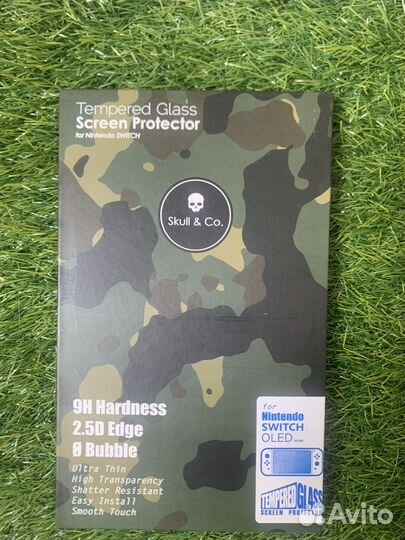 Tempered Glass
Screen Protector
for Nintendo SWITCH
Skull & Co.
9H Hardness
2.5D Edge
Ø Bubble
Ultra Thin
High Transparency
Shatter Resistant
Easy Install
Smooth Touch
for
Nintendo
SWITCH
OLED Model
TEMPERED GLASS
SCREEN PROTECTOR
Avito